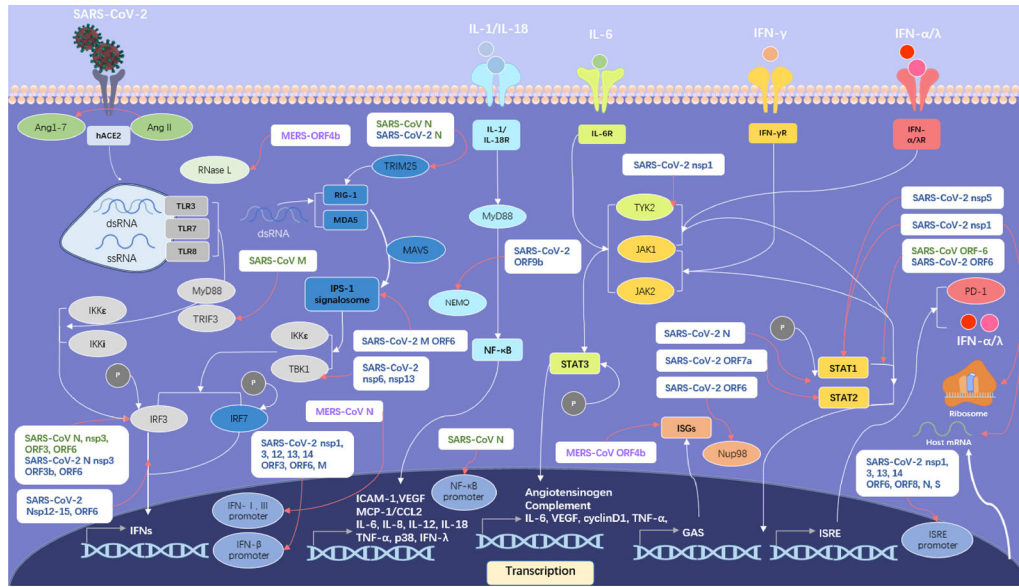 SARS-CoV-2
IL-1/IL-18
IL-6
IFN-γ
IFN-α/λ
Ang1-7
hACE2
Ang II
MERS-ORF4b
SARS-CoV N
SARS-CoV-2 N
IL-1/
IL-18R
IL-6R
IFN-γR
IFN-
α/λR
RNase L
TRIM25
SARS-CoV-2 nsp1
TLR3
TLR7
TLR8
dsRNA
ssRNA
dsRNA
RIG-1
MDA5
MyD88
TYK2
JAK1
JAK2
SARS-CoV-2 nsp5
SARS-CoV-2 nsp1
SARS-CoV ORF-6
SARS-CoV-2 ORF6
MAVS
SARS-CoV M
SARS-CoV-2
ORF9b
MyD88
TRIF3
IPS-1
signalosome
NEMO
PD-1
IFN-α/λ
IKKε
IKKi
IKKε
TBK1
SARS-CoV-2 M ORF6
SARS-CoV-2
nsp6, nsp13
NF-κB
STAT3
SARS-CoV-2 N
SARS-CoV-2 ORF7a
SARS-CoV-2 ORF6
P
STAT1
STAT2
P
P
P
IRF3
IRF7
MERS-CoV N
Ribosome
Host mRNA
SARS-CoV N, nsp3,
ORF3, ORF6
SARS-CoV-2 N nsp3
ORF3b, ORF6
SARS-CoV-2 nsp1,
3, 12, 13, 14
ORF3, ORF6, M
SARS-CoV N
MERS-CoV ORF4b
ISGs
Nup98
SARS-CoV-2 nsp1,
3, 13, 14
ORF6, ORF8, N, S
SARS-CoV-2
Nsp12-15, ORF6
IFN- I , III
promoter
IFN-β
promoter
ICAM-1,VEGF
MCP-1/CCL2
IL-6, IL-8, IL-12, IL-18
TNF-α, p38, IFN-λ
NF-κB
promoter
Angiotensinogen
Complement
IL-6, VEGF, cyclinD1, TNF-α,
IFNs
GAS
ISRE
ISRE
promoter
Transcription